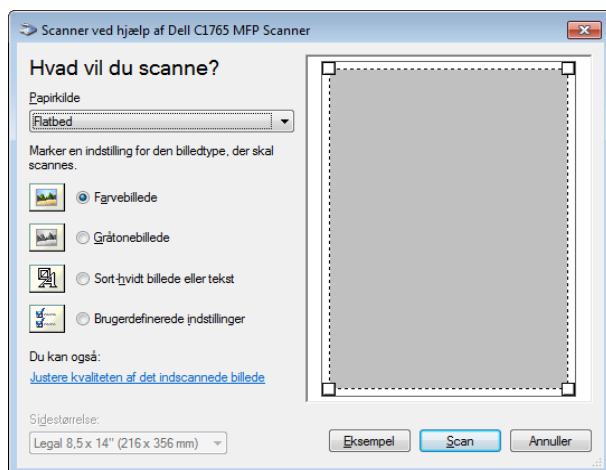 Scanner ved hjælp af Dell C1765 MFP Scanner
Hvad vil du scanne?
Papirkilde
Flatbed
Marker en indstilling for den billedtype, der skal
scannes.
Farvebillede
Gråtonebillede
Sort-hvidt billede eller tekst
Brugerdefinerede indstillinger
Du kan også:
Justere kvaliteten af det indscannede billede
Sidestørrelse:
Legal 8,5 x 14" (216 x 356 mm)
Eksempel
Scan
Annuller